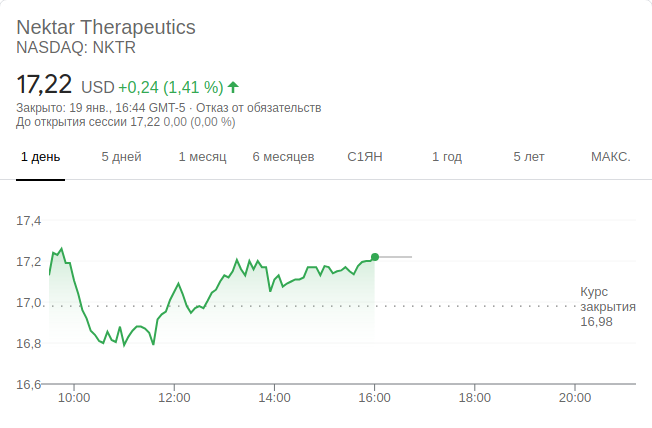 Nektar Therapeutics
NASDAQ: NKTR
17,22 USD +0,24 (1,41 %)
Закрыто: 19 янв., 16:44 GMT-5 · Отказ от обязательств
До открытия сессии 17,22 0,00 (0,00 %)
1 день 5 дней 1 месяц 6 месяцев С1ЯН 1 год 5 лет МАКС.
17,4
17,2
17,0
Курс
закрытия
16,98
16,8
16,6
10:00 12:00 14:00 16:00 18:00 20:00